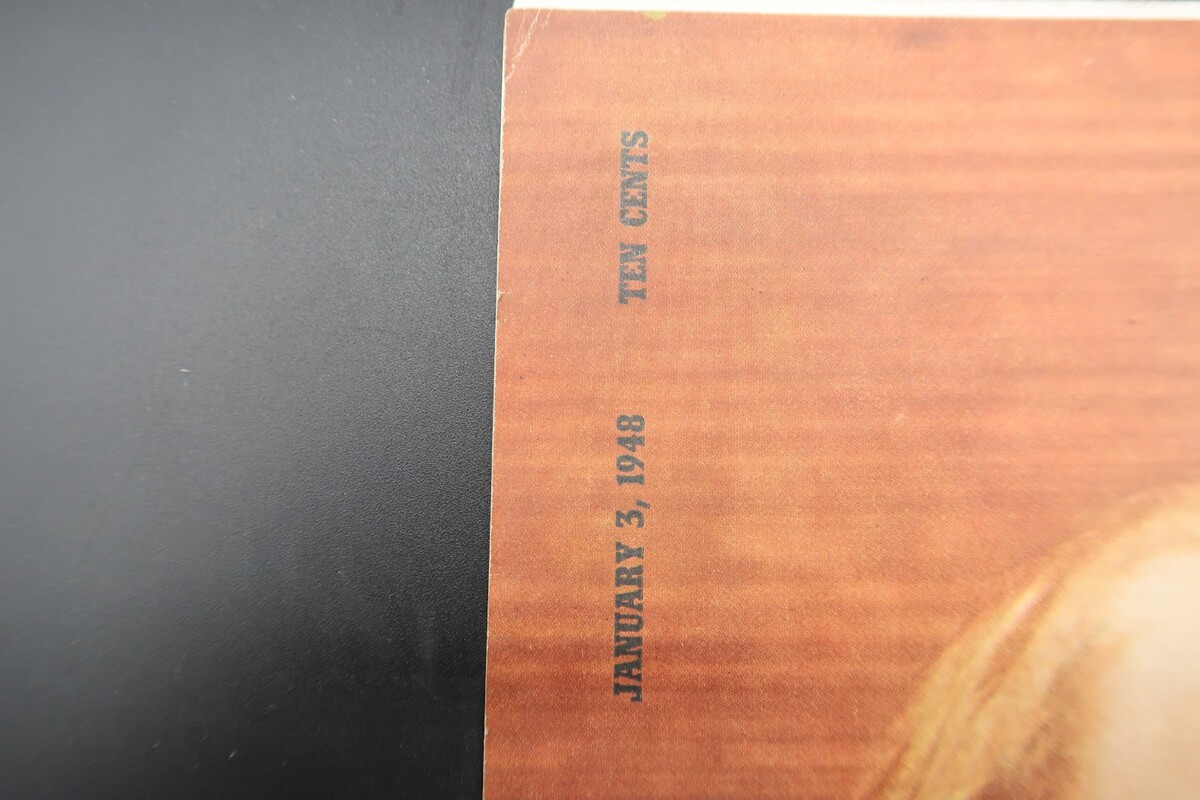 JANUARY 3, 1948 TEN CENTS